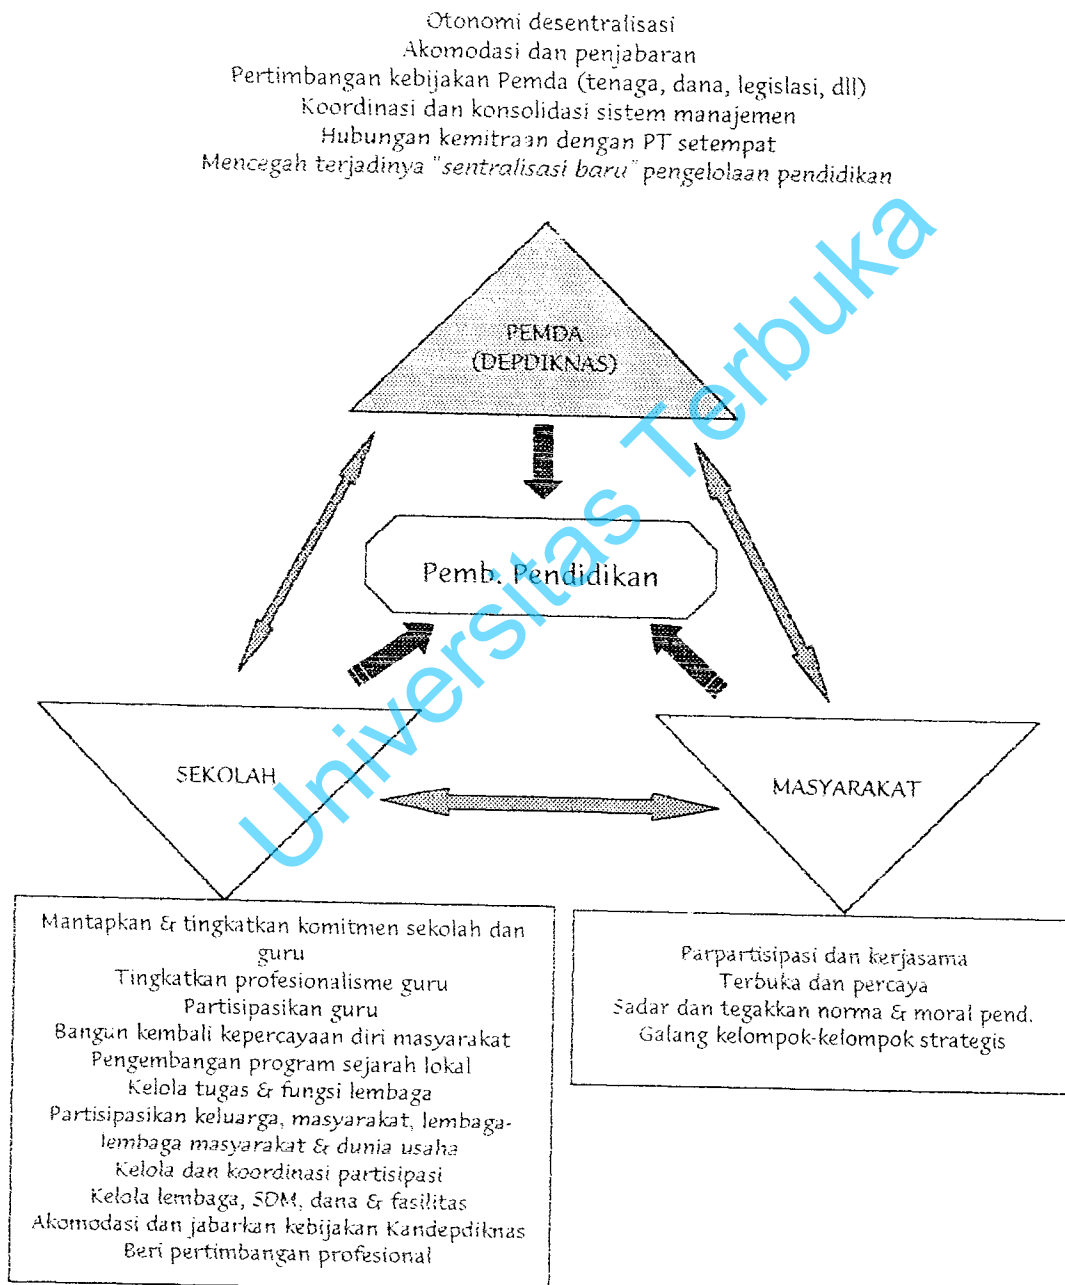 Otonomi desentralisasi
Akomodasi dan penjabaran
Pertimbangan kebijakan Pemda (tenaga, dana, legislasi, dll)
Koordinasi dan konsolidasi sistem manajemen
Hubungan kemitraan dengan PT setempat
Mencegah terjadinya "sentralisasi baru" pengelolaan pendidikan
PEMDA
(DEPDIKNAS)
Pemb. Pendidikan
SEKOLAH
MASYARAKAT
Mantapkan & tingkatkan komitmen sekolah dan
guru
Tingkatkan profesionalisme guru
Partisipasikan guru
Bangun kembali kepercayaan diri masyarakat
Pengembangan program sejarah lokal
Kelola tugas & fungsi lembaga
Partisipasikan keluarga, masyarakat, lembaga-
lembaga masyarakat & dunia usaha
Kelola dan koordinasi partisipasi
Kelola lembaga, SDM, dana & fasilitas
Akomodasi dan jabarkan kebijakan Kandepdiknas
Beri pertimbangan profesional
Parpartisipasi dan kerjasama
Terbuka dan percaya
Sadar dan tegakkan norma & moral pend.
Galang kelompok-kelompok strategis
Universitas Terbuka